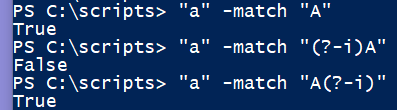 PS C:\scripts> "a" -match "A"
True
PS C:\scripts> "a" -match "(?-i)A"
False
PS C:\scripts> "a" -match "A(?-i)"
True